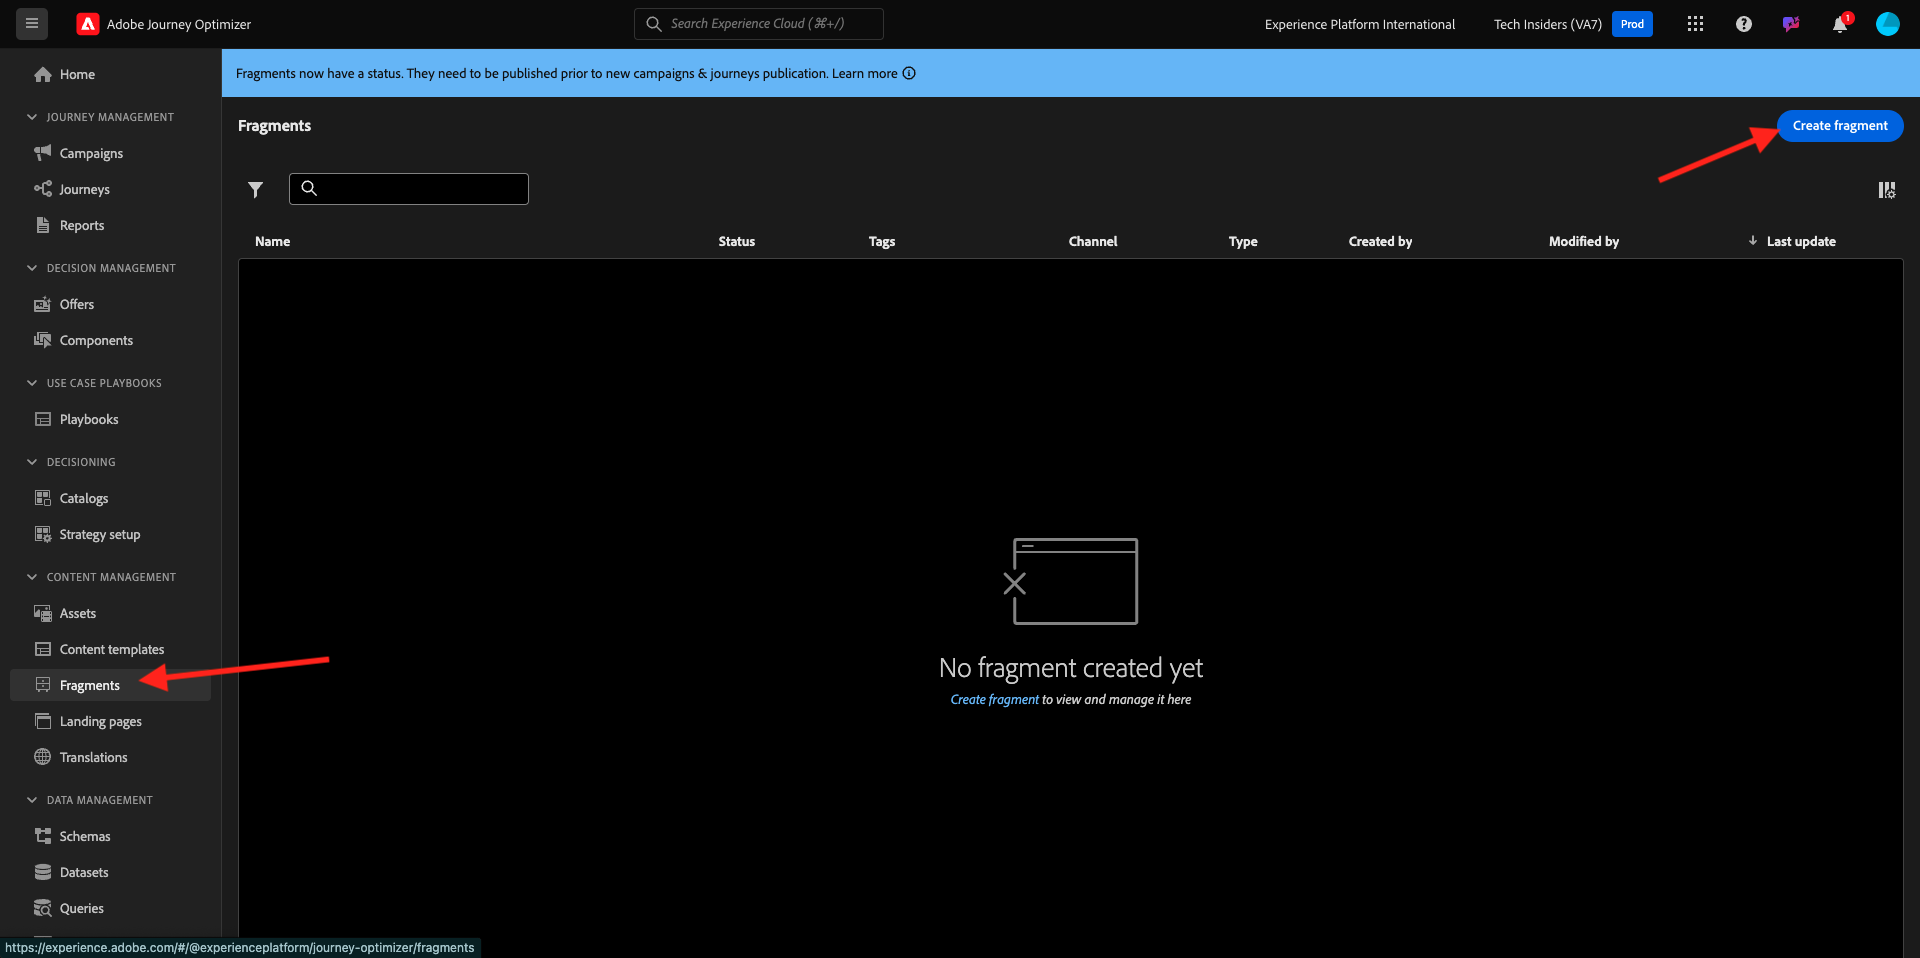 Adobe Journey Optimizer
Search Experience Cloud (⌘+/)
Experience Platform International
Tech Insiders (VA7)
Prod
1
Home
JOURNEY MANAGEMENT
Campaigns
Journeys
Reports
DECISION MANAGEMENT
Offers
Components
USE CASE PLAYBOOKS
Playbooks
DECISIONING
Catalogs
Strategy setup
CONTENT MANAGEMENT
Assets
Content templates
Fragments
Landing pages
Translations
DATA MANAGEMENT
Schemas
Datasets
Queries
Fragments now have a status. They need to be published prior to new campaigns & journeys publication. Learn more
Fragments
Create fragment
Name Status Tags Channel Type Created by Modified by Last update
No fragment created yet
Create fragment to view and manage it here
https://experience.adobe.com/#/@experienceplatform/journey-optimizer/fragments